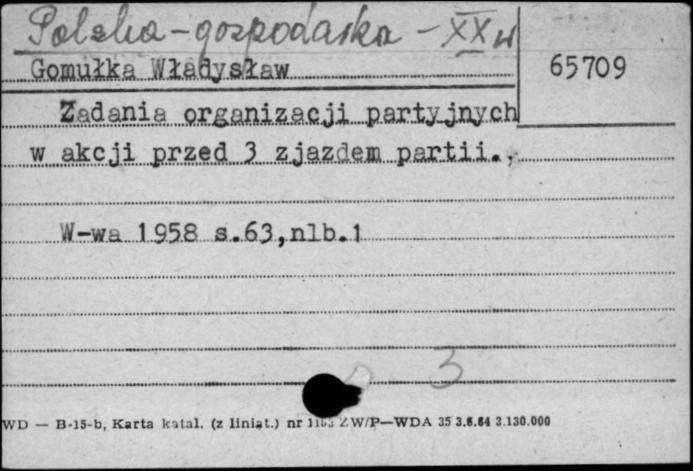 Polska - gospodarka - XX w
Gomułka Władysław
65709
Zadania organizacji partyjnych
w akcji przed 3 zjazdem partii.,
W-wa 1958 s.63,nlb.1
3
WD — B-15-b, Karta katal. (z liniat.) nr ZW/P—WDA 35 3.6.64 3.130.000